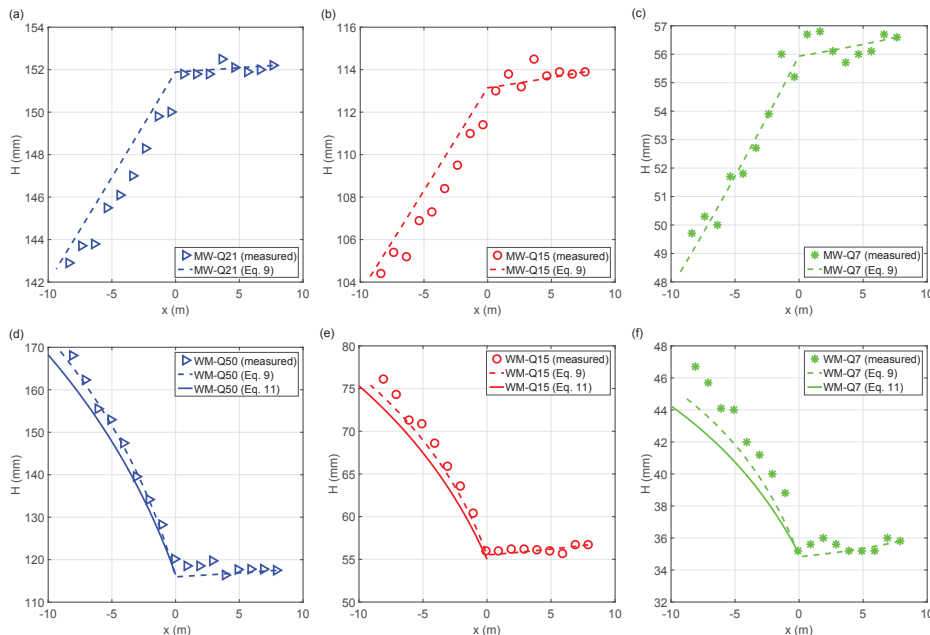 (a)
154
152
150
148
146
144
142
H (mm)
-10
-5
0
5
10
x (m)
MW-Q21 (measured)
MW-Q21 (Eq. 9)
(b)
116
114
112
110
108
106
104
H (mm)
-10
-5
0
5
10
x (m)
MW-Q15 (measured)
MW-Q15 (Eq. 9)
(c)
57
56
55
54
53
52
51
50
49
48
H (mm)
-10
-5
0
5
10
x (m)
MW-Q7 (measured)
MW-Q7 (Eq. 9)
(d)
170
160
150
140
130
120
110
H (mm)
-10
-5
0
5
10
x (m)
WM-Q50 (measured)
WM-Q50 (Eq. 9)
WM-Q50 (Eq. 11)
(e)
80
75
70
65
60
55
50
H (mm)
-10
-5
0
5
10
x (m)
WM-Q15 (measured)
WM-Q15 (Eq. 9)
WM-Q15 (Eq. 11)
(f)
48
46
44
42
40
38
36
34
32
H (mm)
-10
-5
0
5
10
x (m)
WM-Q7 (measured)
WM-Q7 (Eq. 9)
WM-Q7 (Eq. 11)